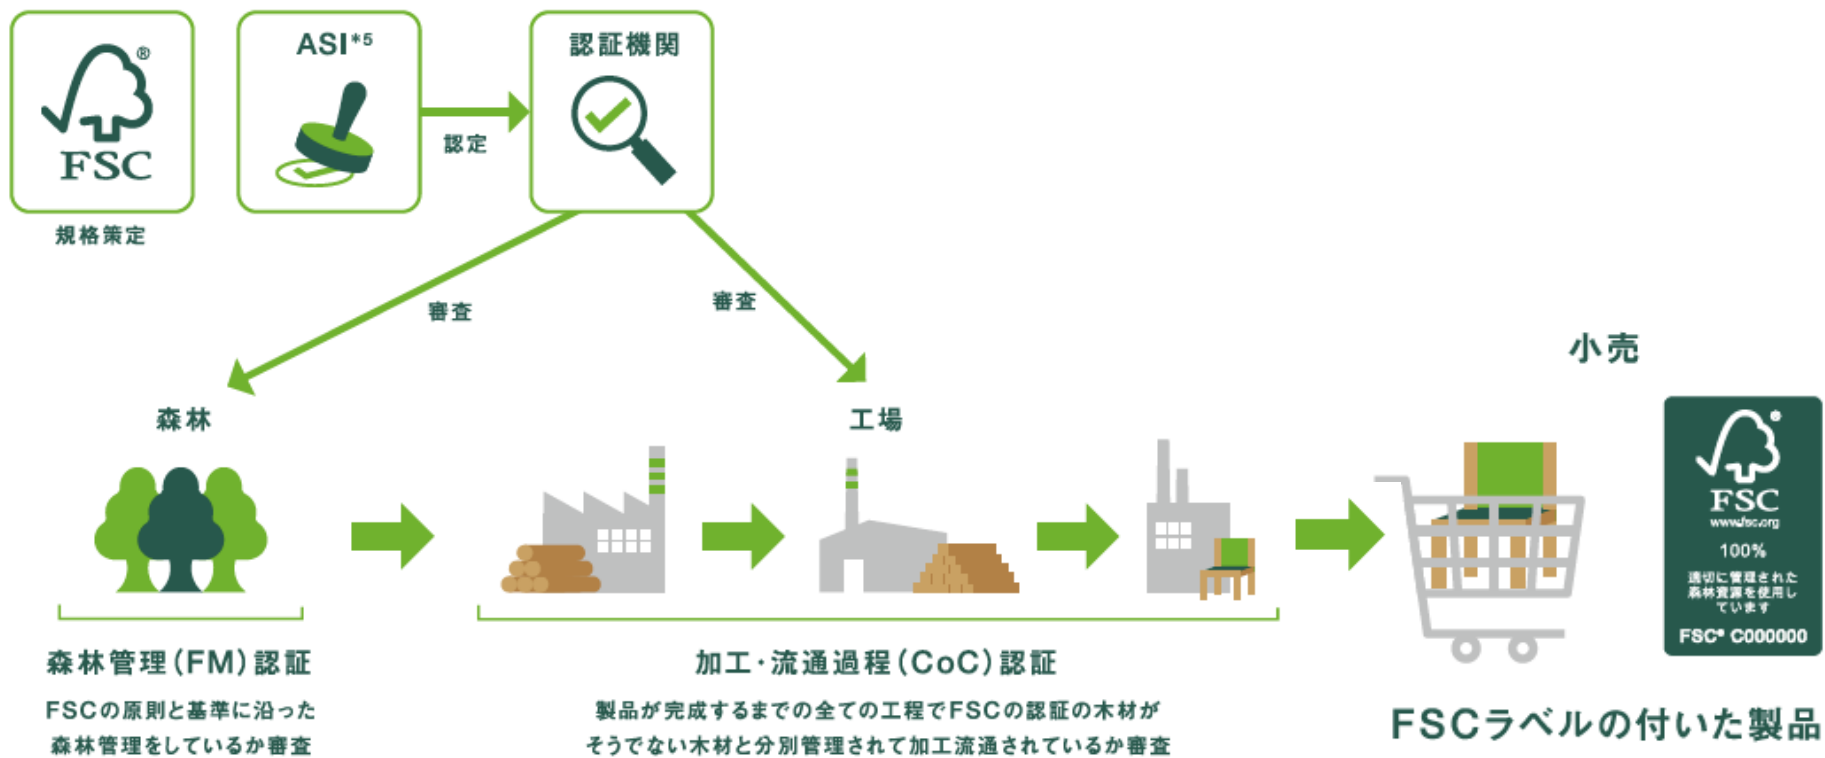 FSC
®
規格策定
ASI*5
認定
認証機関
審査
審査
森林
工場
小売
森林管理(FM)認証
FSCの原則と基準に沿った
森林管理をしているか審査
加工・流通過程(CoC)認証
製品が完成するまでの全ての工程でFSCの認証の木材が
そうでない木材と分別管理されて加工流通されているか審査
®
FSC
www.fsc.org
100%
適切に管理された
森林資源を使用し
ています
FSC® C000000
FSCラベルの付いた製品